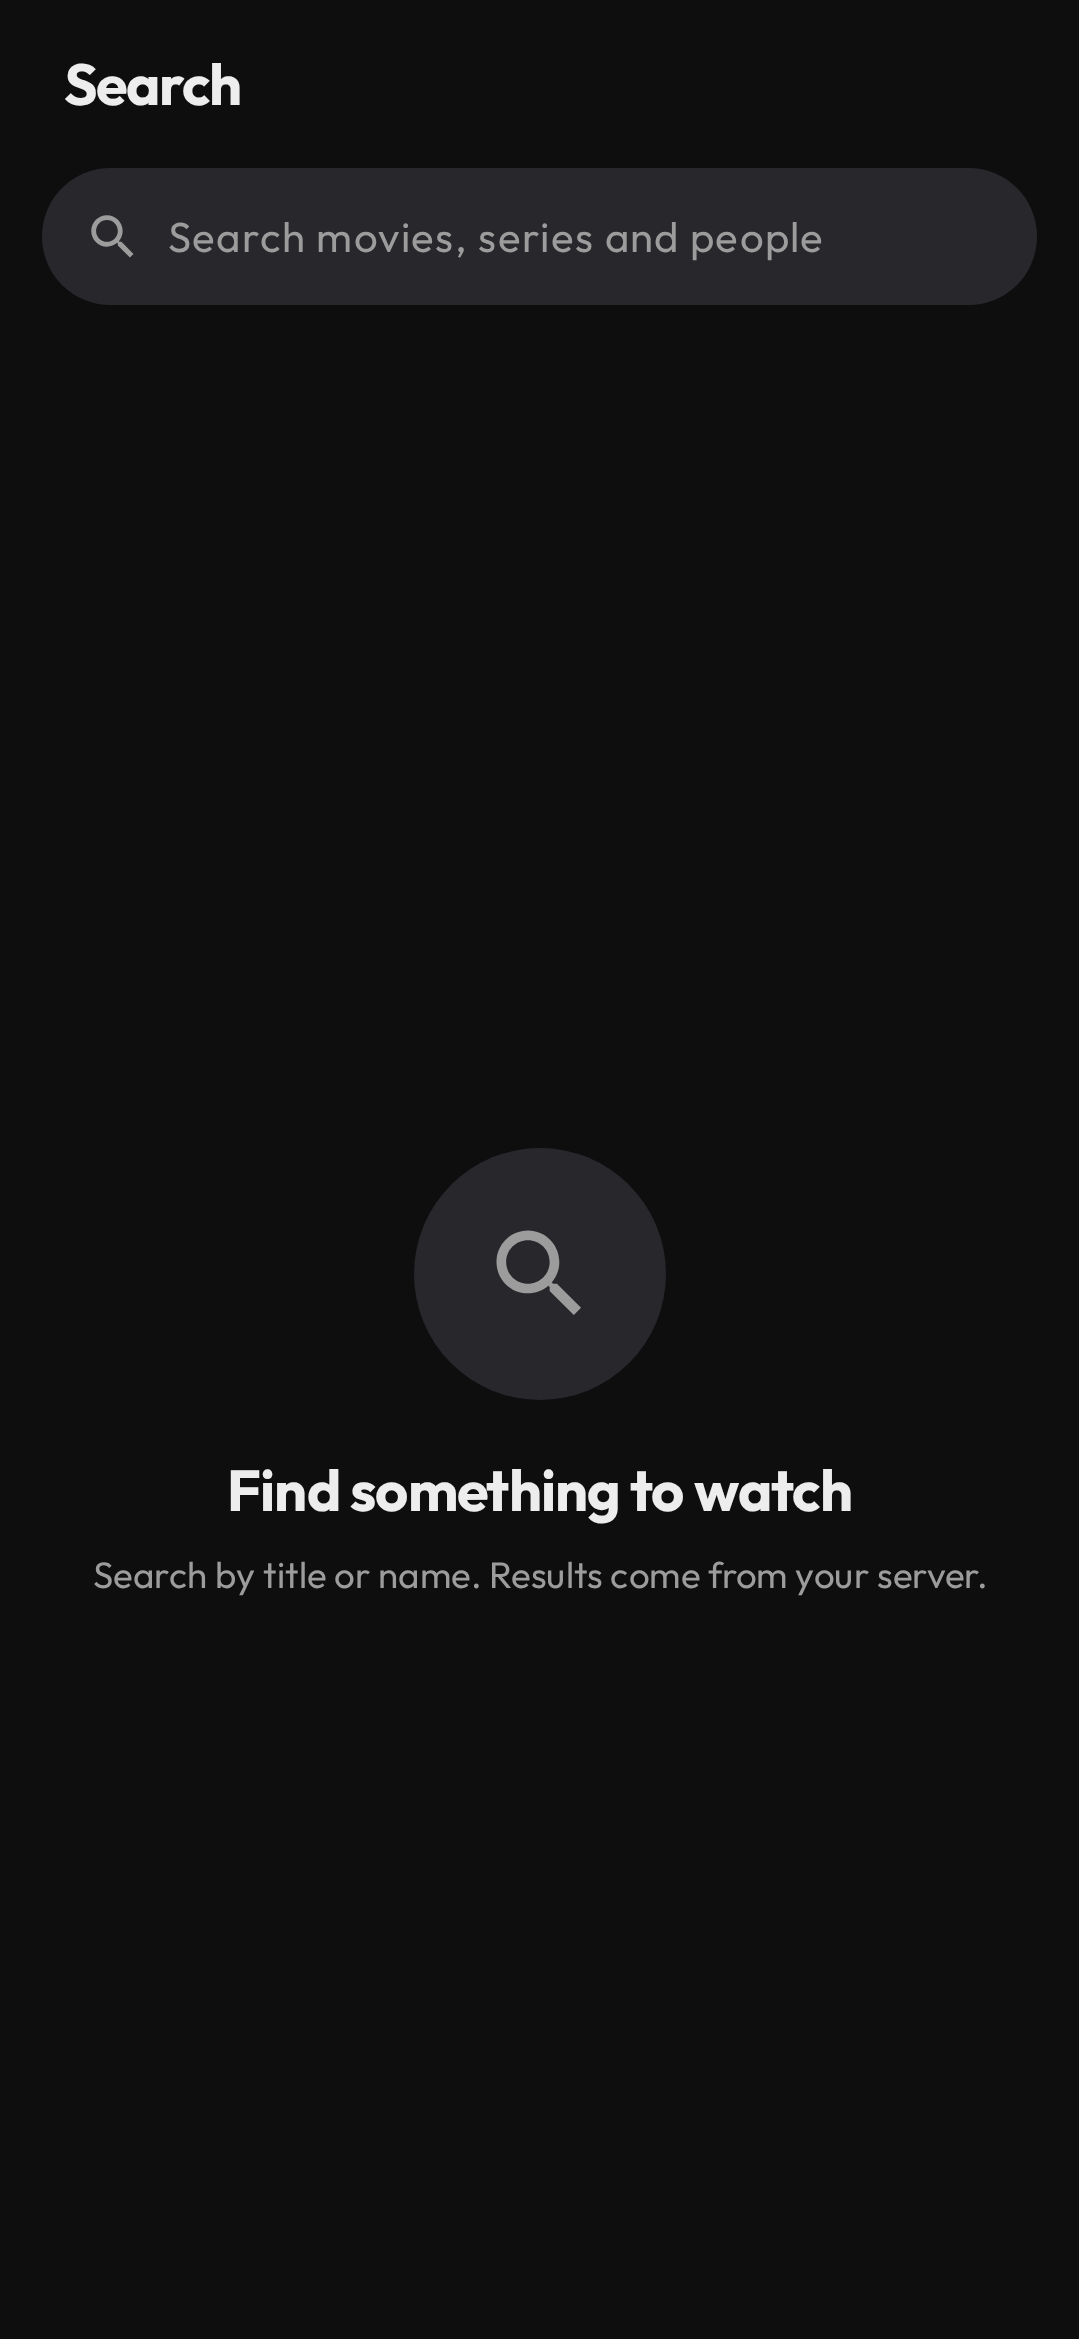 Search
Search movies, series and people
Find something to watch
Search by title or name. Results come from your server.